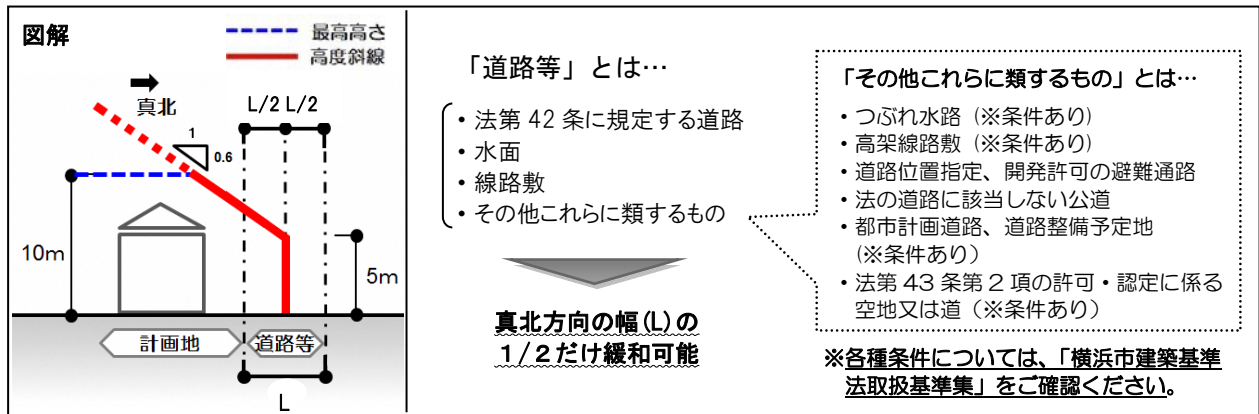 図解
最高高さ
高度斜線
真北
L/2 L/2
1
0.6
10m
5m
計画地
道路等
L
「道路等」とは…
・法第 42 条に規定する道路
・水面
・線路敷
・その他これらに類するもの
真北方向の幅(L)の
1/2だけ緩和可能
「その他これらに類するもの」とは…
・つぶれ水路（※条件あり）
・高架線路敷（※条件あり）
・道路位置指定、開発許可の避難通路
・法の道路に該当しない公道
・都市計画道路、道路整備予定地
（※条件あり）
・法第 43 条第 2 項の許可・認定に係る
空地又は道（※条件あり）
※各種条件については、「横浜市建築基準
法取扱基準集」をご確認ください。